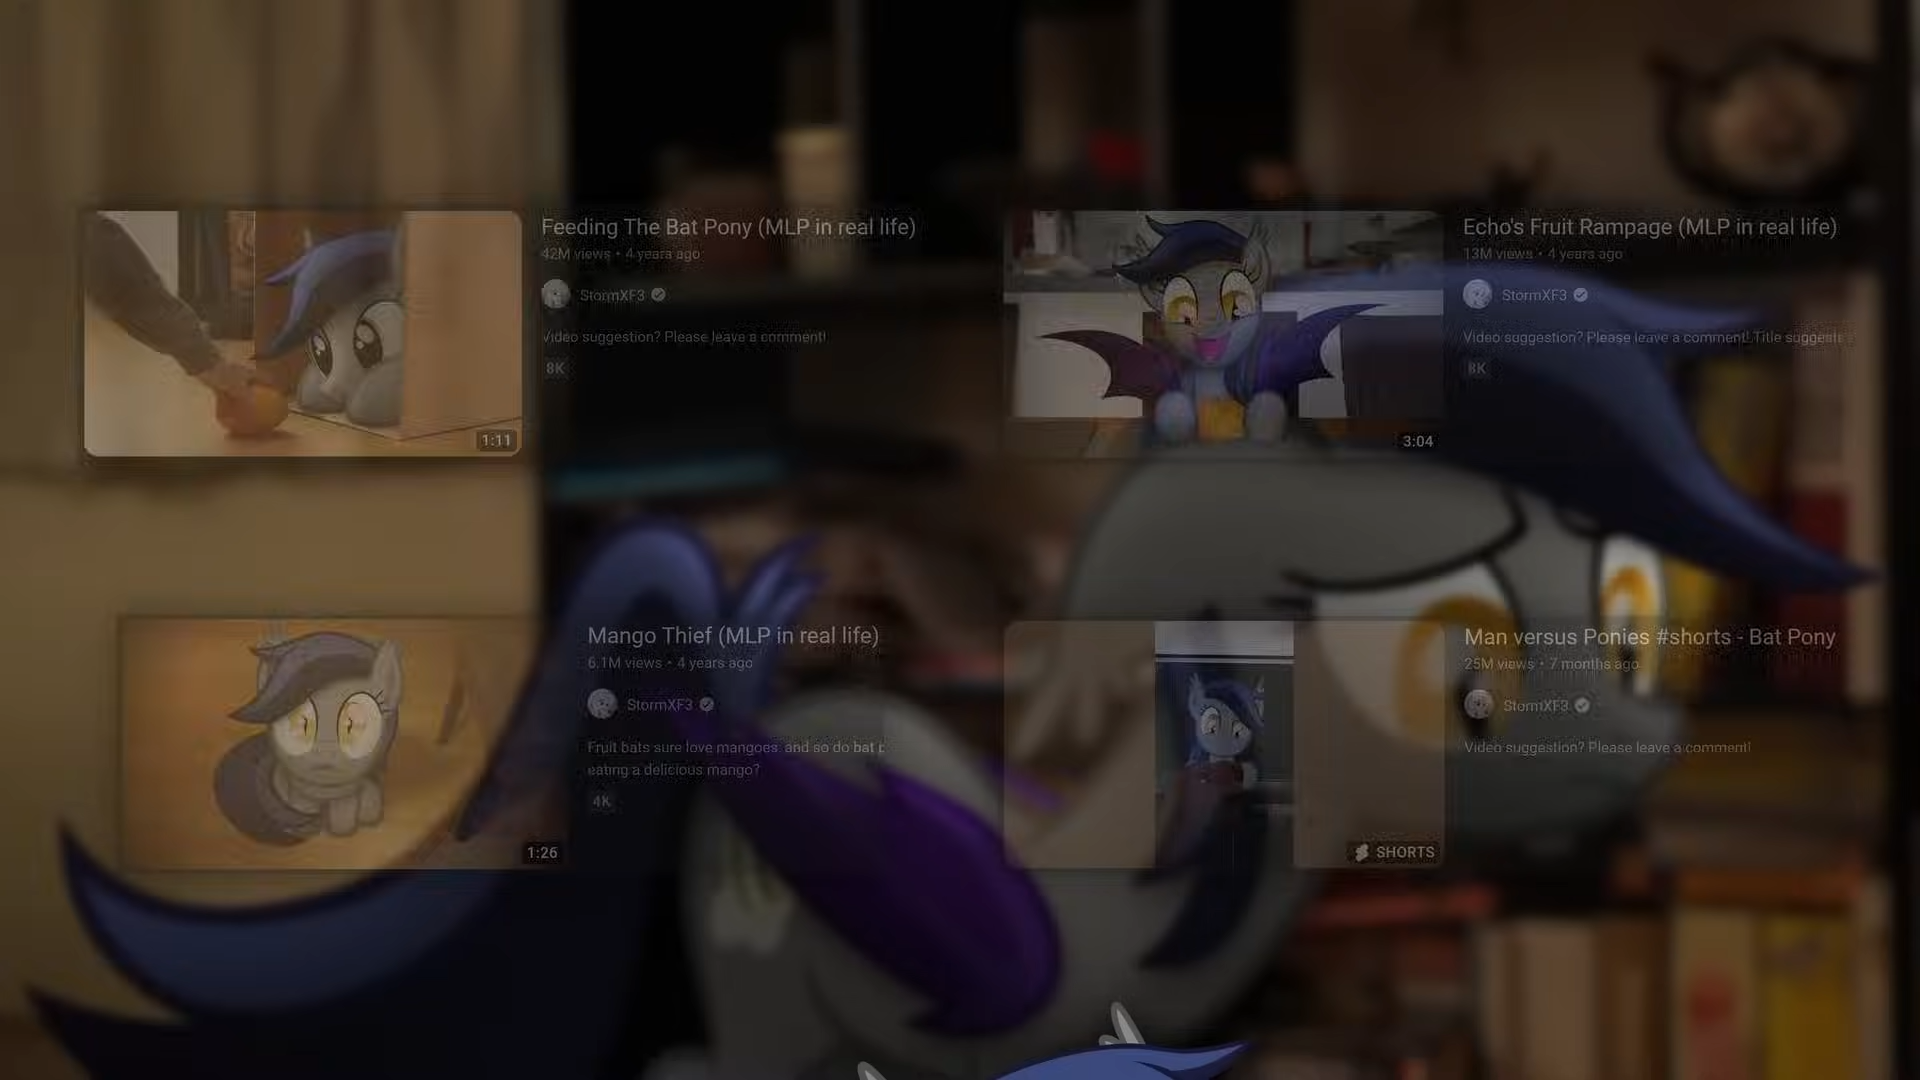 Feeding The Bat Pony (MLP in real life)
42M views • 4 years ago
StormXF3
Video suggestion? Please leave a comment!
8K
1:11
Echo's Fruit Rampage (MLP in real life)
13M views • 4 years ago
StormXF3
Video suggestion? Please leave a comment! Title suggesti
8K
3:04
Mango Thief (MLP in real life)
6.1M views • 4 years ago
StormXF3
Fruit bats sure love mangoes and so do bat
eating a delicious mango?
4K
1:26
Man versus Ponies #shorts - Bat Pony
25M views • 7 months ago
StormXF3
Video suggestion? Please leave a comment!
SHORTS